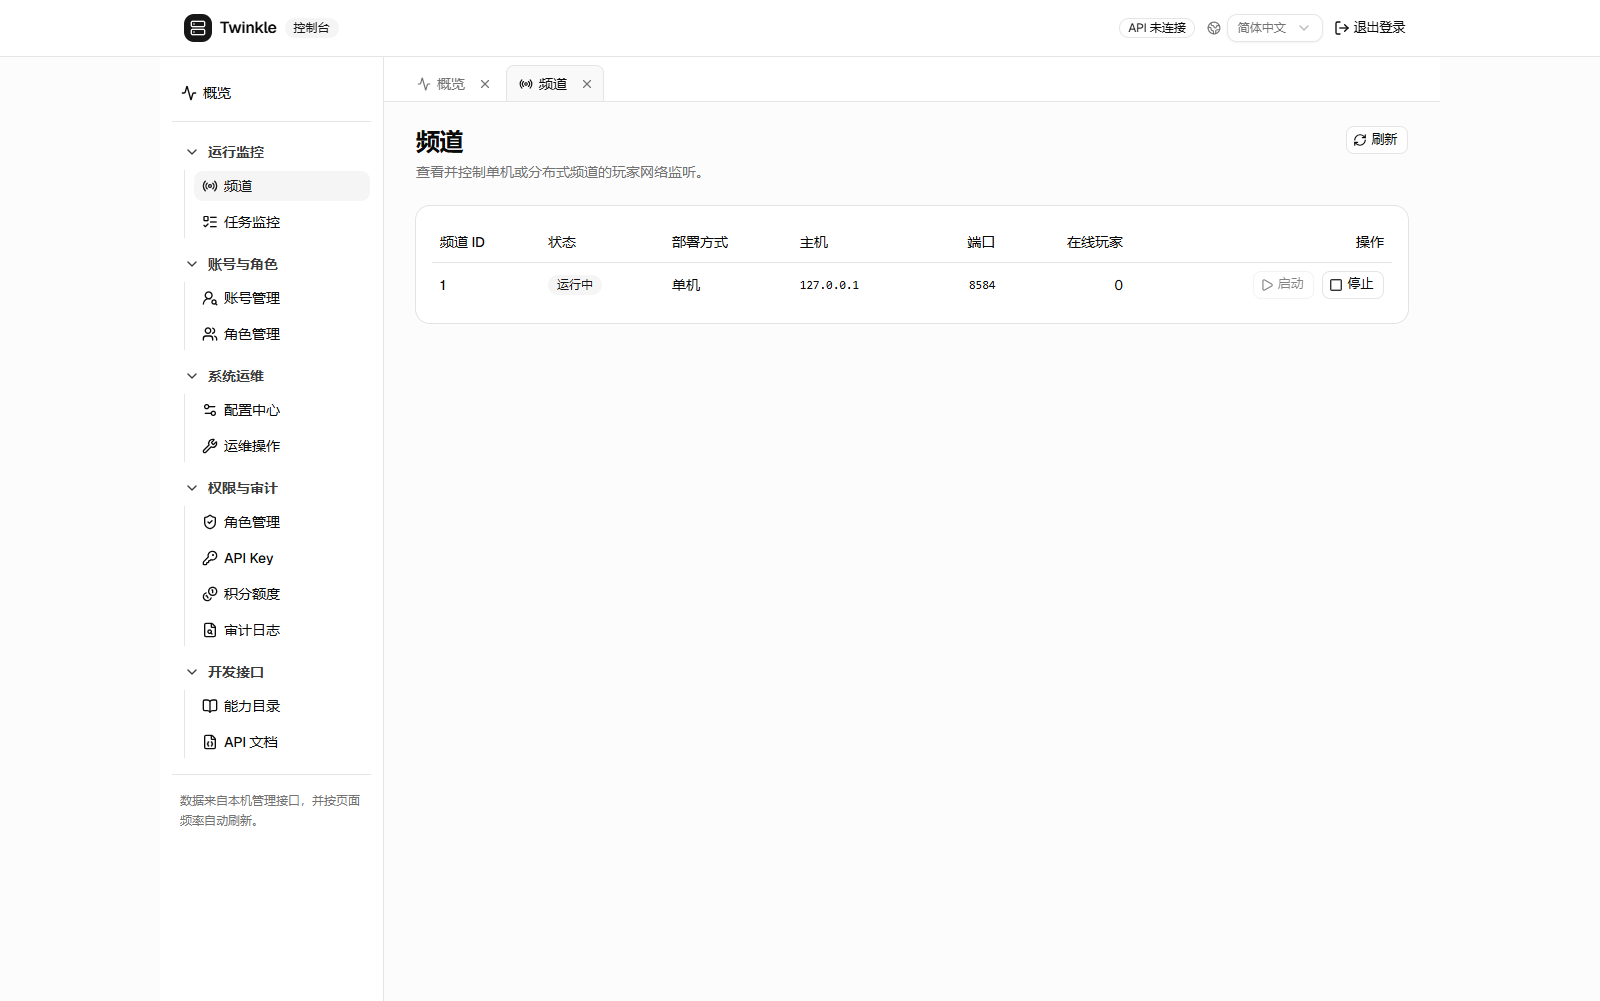 Twinkle 控制台
API 未连接 简体中文 退出登录
概览
运行监控
频道
任务监控
账号与角色
账号管理
角色管理
系统运维
配置中心
运维操作
权限与审计
角色管理
API Key
积分额度
审计日志
开发接口
能力目录
API 文档
数据来自本机管理接口，并按页面
频率自动刷新。
概览 频道
频道
刷新
查看并控制单机或分布式频道的玩家网络监听。
频道 ID 状态 部署方式 主机 端口 在线玩家 操作
1 运行中 单机 127.0.0.1 8584 0 启动 停止